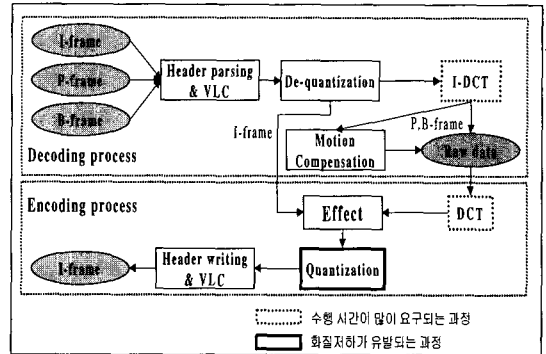 I-frame
P-frame
B-frame
Header parsing
& VLC
De-quantization
I-DCT
I-frame
P,B-frame
Motion
Compensation
Raw data
Decoding process
Encoding process
Effect
DCT
I-frame
Header writing
& VLC
Quantization
수행 시간이 많이 요구되는 과정
화질저하가 유발되는 과정